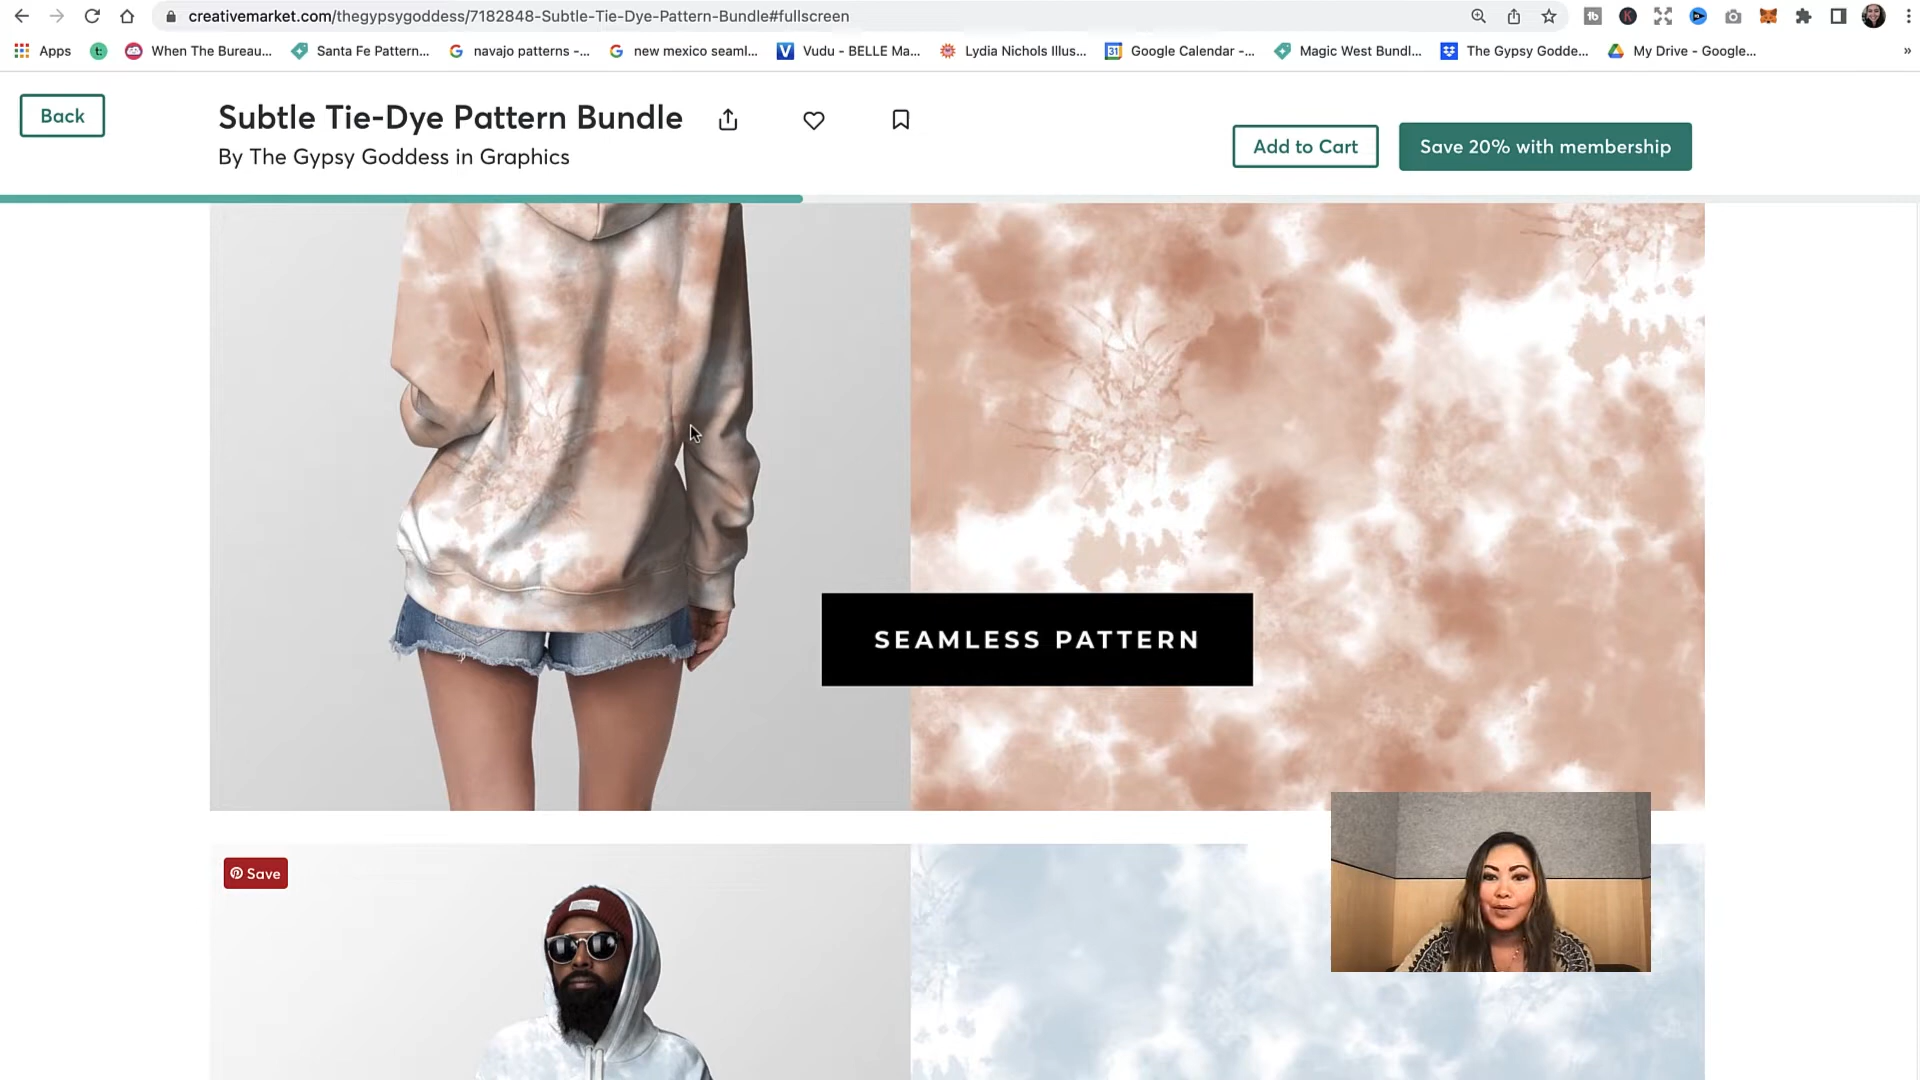 creativemarket.com/thegypsygoddess/7182848-Subtle-Tie-Dye-Pattern-Bundle#fullscreen
Apps
When The Bureau...
Santa Fe Pattern...
navajo patterns -...
new mexico seaml...
Vudu - BELLE Ma...
Lydia Nichols Illus...
31
Google Calendar -...
Magic West Bundl...
The Gypsy Godde...
My Drive - Google...
»
Back
Subtle Tie-Dye Pattern Bundle
By The Gypsy Goddess in Graphics
Add to Cart
Save 20% with membership
SEAMLESS PATTERN
Save